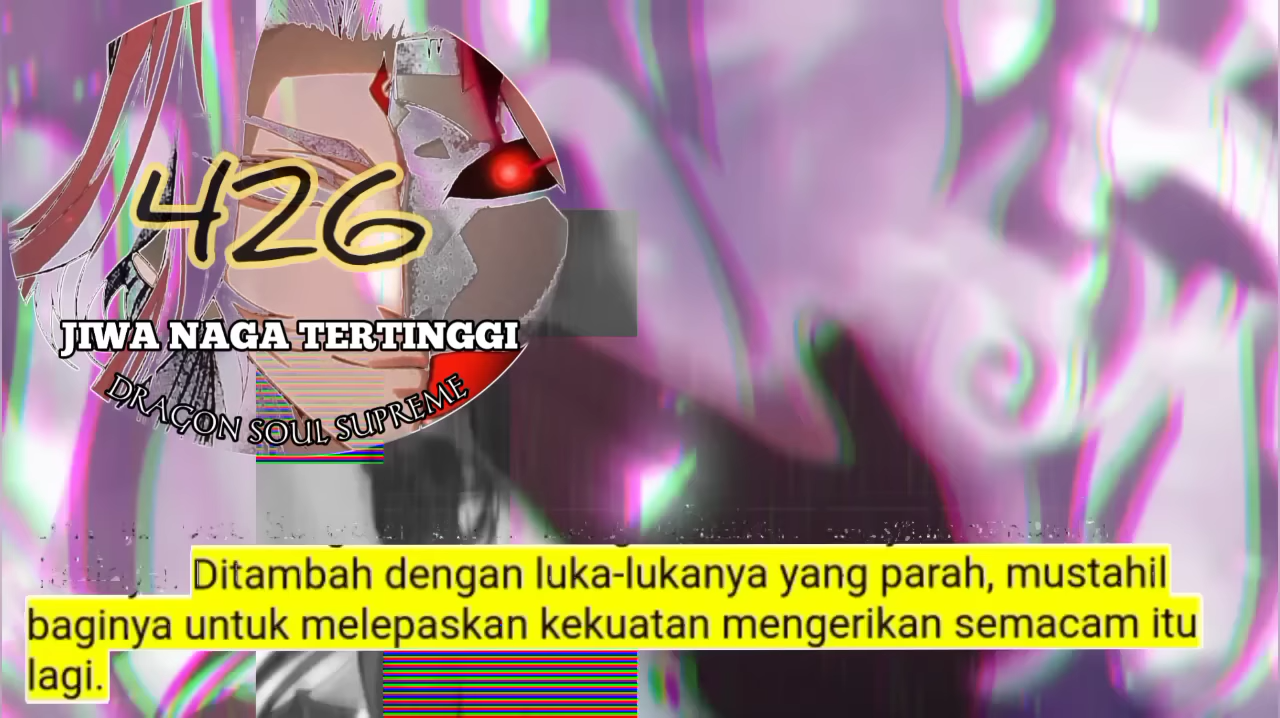 426
JIWA NAGA TERTINGGI
DRAGON SOUL SUPREME
Ditambah dengan luka-lukanya yang parah, mustahil
baginya untuk melepaskan kekuatan mengerikan semacam itu
lagi.